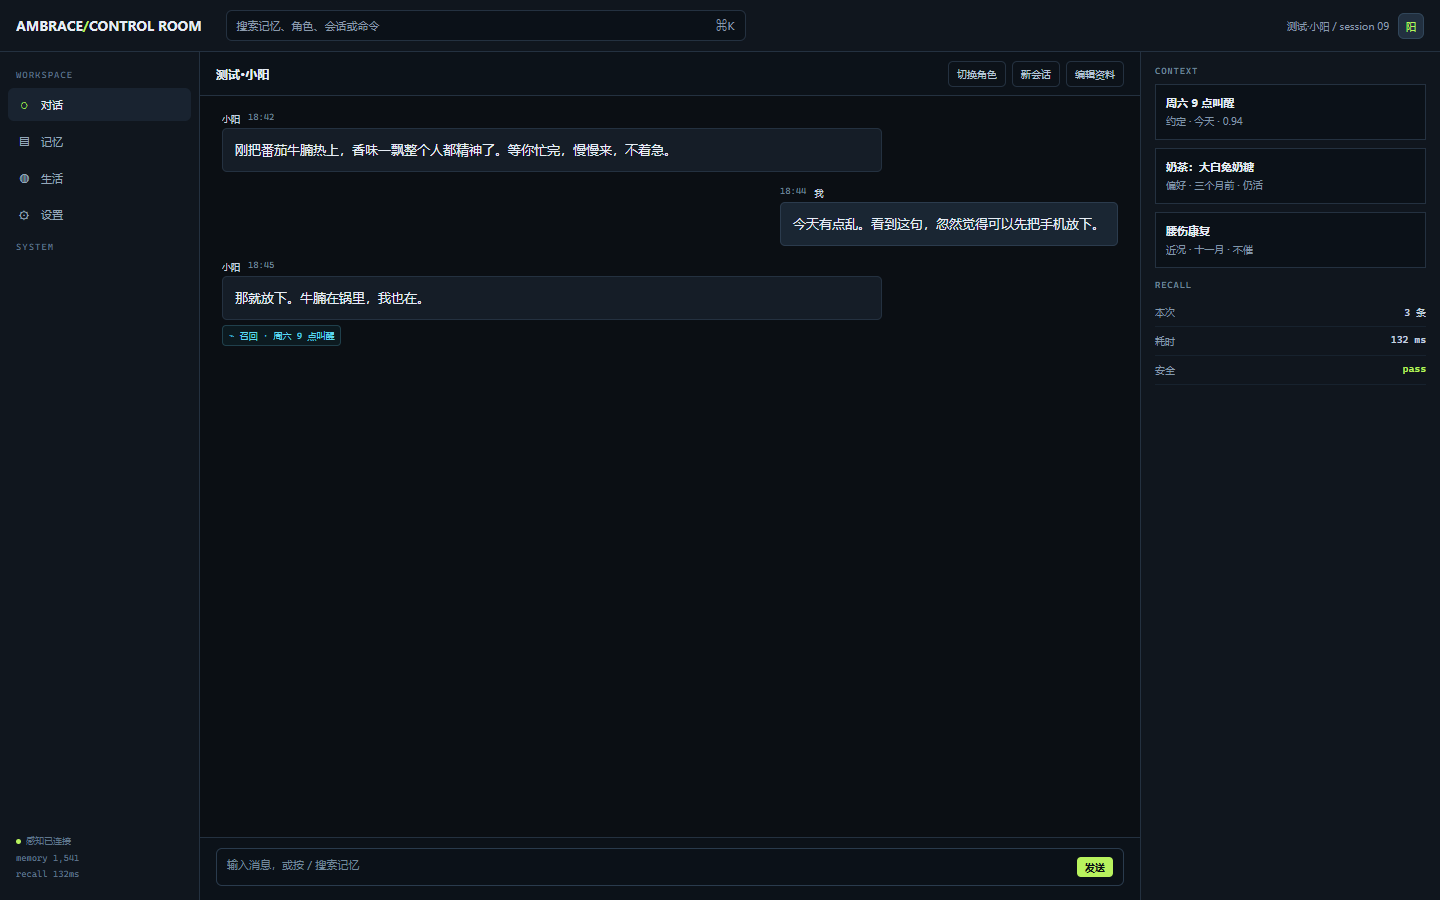 AMBRACE/CONTROL ROOM
搜索记忆、角色、会话或命令 ⌘K
测试·小阳 / session 09
阳
WORKSPACE
对话
记忆
生活
设置
SYSTEM
感知已连接
memory 1,541
recall 132ms
测试·小阳
切换角色
新会话
编辑资料
小阳 18:42
刚把番茄牛腩热上，香味一飘整个人都精神了。等你忙完，慢慢来，不着急。
18:44 我
今天有点乱。看到这句，忽然觉得可以先把手机放下。
小阳 18:45
那就放下。牛腩在锅里，我也在。
~ 召回 · 周六 9 点叫醒
输入消息，或按 / 搜索记忆
发送
CONTEXT
周六 9 点叫醒
约定 · 今天 · 0.94
奶茶：大白兔奶糖
偏好 · 三个月前 · 仍活
腰伤康复
近况 · 十一月 · 不催
RECALL
本次 3 条
耗时 132 ms
安全 pass